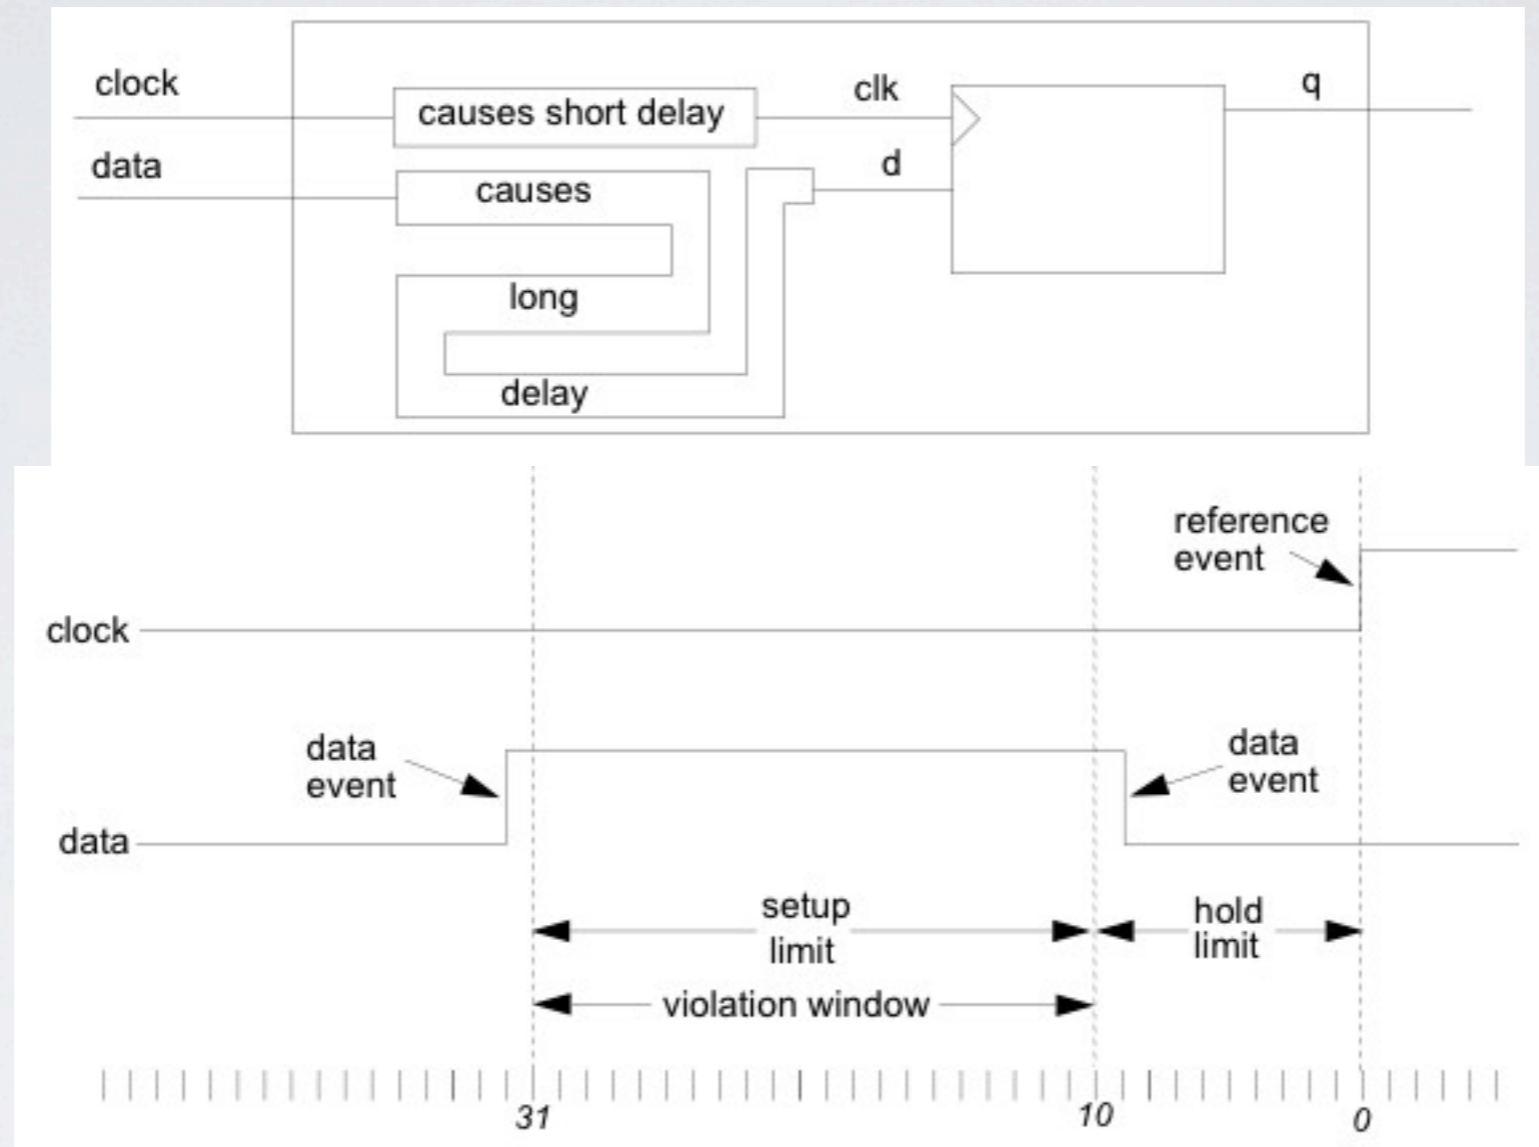 clock
causes short delay
clk
q
data
causes
d
long
delay
reference
event
clock
data
event
data
event
data
setup
limit
hold
limit
violation window
31
10
0